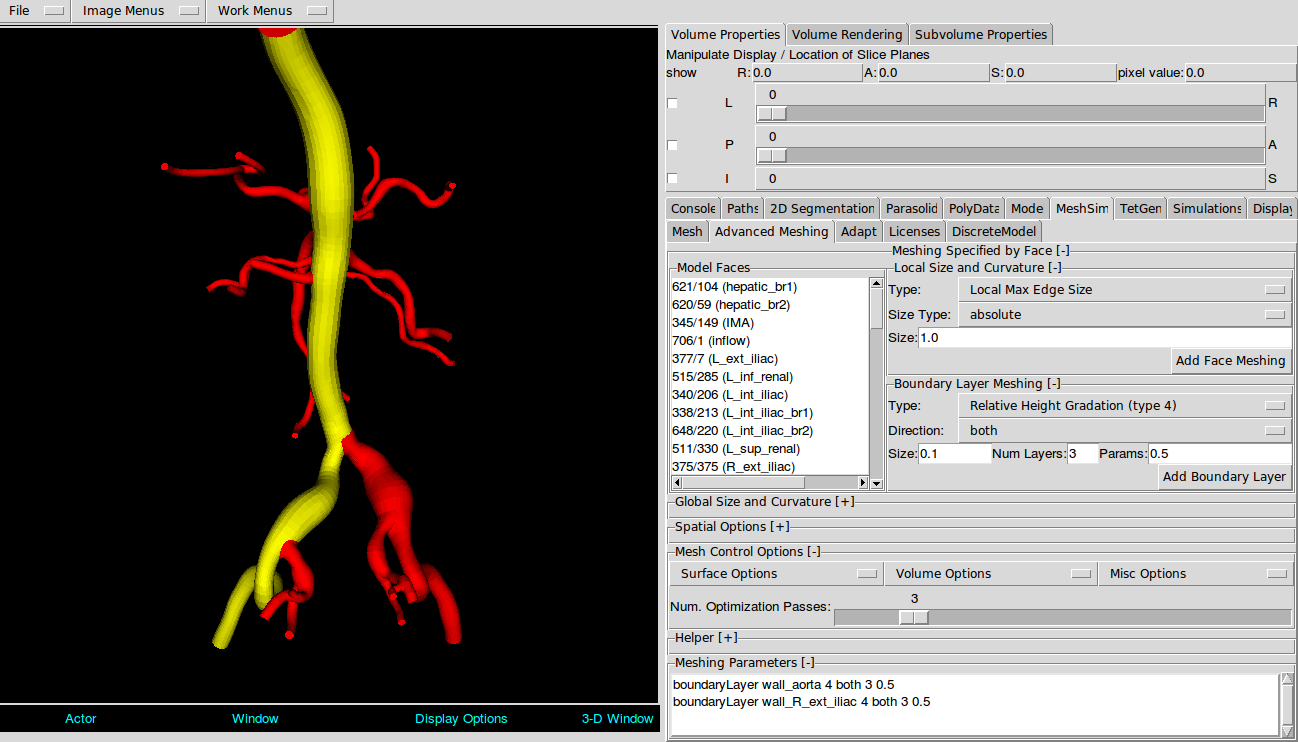 File Image Menus Work Menus
Volume Properties Volume Rendering Subvolume Properties
Manipulate Display / Location of Slice Planes
show R: 0.0 A: 0.0 S: 0.0 pixel value: 0.0
0
L R
0
P A
I 0 S
Console Paths 2D Segmentation Parasolid PolyData Mode MeshSim TetGen Simulations Display
Mesh Advanced Meshing Adapt Licenses DiscreteModel
Meshing Specified by Face [-]
Model Faces
621/104 (hepatic_br1)
620/59 (hepatic_br2)
345/149 (IMA)
706/1 (inflow)
377/7 (L_ext_iliac)
515/285 (L_inf_renal)
340/206 (L_int_iliac)
338/213 (L_int_iliac_br1)
648/220 (L_int_iliac_br2)
511/330 (L_sup_renal)
375/375 (R_ext_iliac)
Local Size and Curvature [-]
Type: Local Max Edge Size
Size Type: absolute
Size: 1.0
Add Face Meshing
Boundary Layer Meshing [-]
Type: Relative Height Gradation (type 4)
Direction: both
Size: 0.1 Num Layers: 3 Params: 0.5
Add Boundary Layer
Global Size and Curvature [+]
Spatial Options [+]
Mesh Control Options [-]
Surface Options Volume Options Misc Options
3
Num. Optimization Passes:
Helper [+]
Meshing Parameters [-]
boundaryLayer wall_aorta 4 both 3 0.5
boundaryLayer wall_R_ext_iliac 4 both 3 0.5
Actor Window Display Options 3-D Window